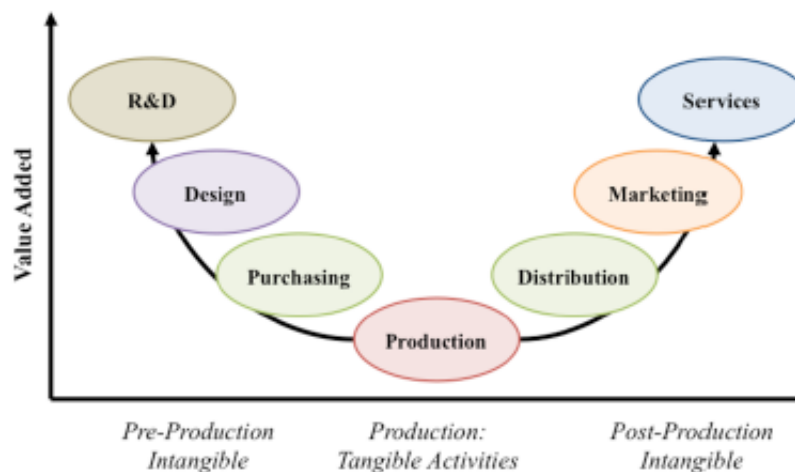 R&D
Services
Design
Marketing
Value Added
Purchasing
Distribution
Production
Pre-Production
Intangible
Production:
Tangible Activities
Post-Production
Intangible